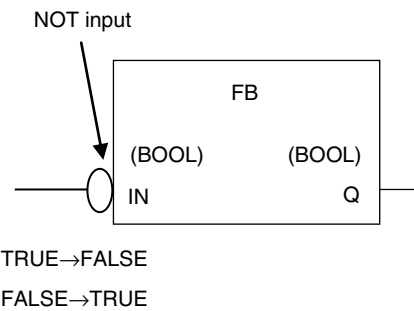 NOT input
FB
(BOOL) (BOOL)
IN Q
TRUE→FALSE
FALSE→TRUE